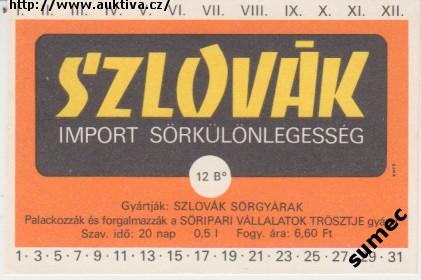 http://www.auktiva.cz/
I. II. III. IV. V. VI. VII. VIII. IX. X. XI. XII.
SZLOVÁK
IMPORT SÖRKÜLÖNLEGESSÉG
12 B°
Gyártják: SZLOVÁK SÖRGYÁRAK
Palackozzák és forgalmazzák a SÖRIPARI VÁLLALATOK TRÖSZTJE
Szav. idő: 20 nap 0,5 l Fogy. ára: 6,60 Ft
1·3·5·7·9·11·13·15·17·19·21·23·25·27·29·31
sumec